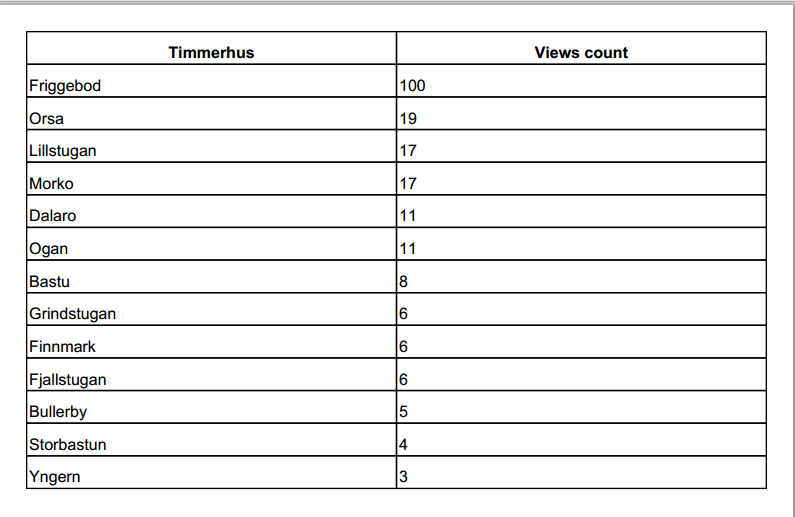 Timmerhus Views count
Friggebod 100
Orsa 19
Lillstugan 17
Morko 17
Dalaro 11
Ogan 11
Bastu 8
Grindstugan 6
Finnmark 6
Fjallstugan 6
Bullerby 5
Storbastun 4
Yngern 3